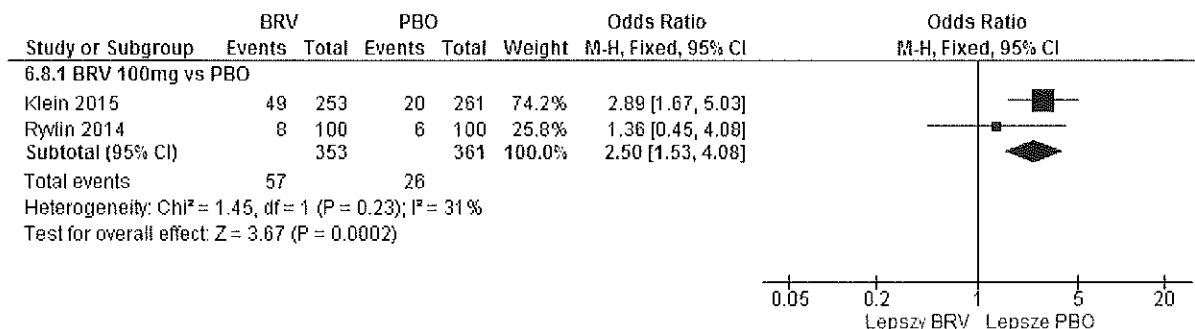 BRV PBO Odds Ratio Odds Ratio
Study or Subgroup Events Total Events Total Weight M-H, Fixed, 95% CI M-H, Fixed, 95% CI
6.8.1 BRV 100mg vs PBO
Klein 2015 49 253 20 261 74.2% 2.89 [1.67, 5.03]
Ryvlin 2014 8 100 6 100 25.8% 1.36 [0.45, 4.08]
Subtotal (95% CI) 353 361 100.0% 2.50 [1.53, 4.08]
Total events 57 26
Heterogeneity: Chi² = 1.45, df = 1 (P = 0.23); I² = 31%
Test for overall effect: Z = 3.67 (P = 0.0002)
0.05 0.2 1 5 20
Lepszy BRV Lepsze PBO